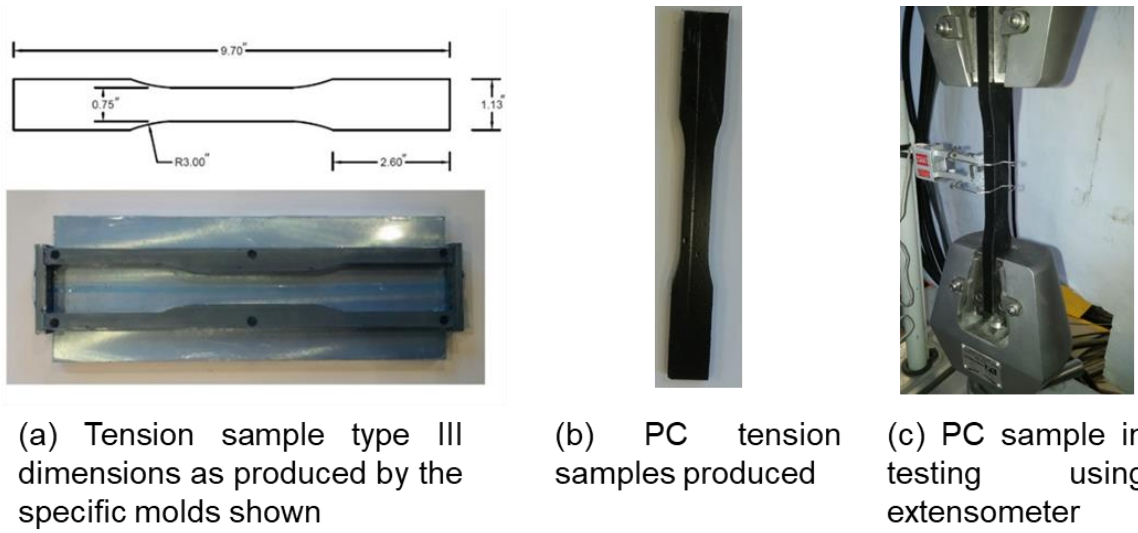 9.70"
0.75"
1.13"
R3.00"
2.60"
(a) Tension sample type III
dimensions as produced by the
specific molds shown
(b) PC tension
samples produced
(c) PC sample in
testing using
extensometer